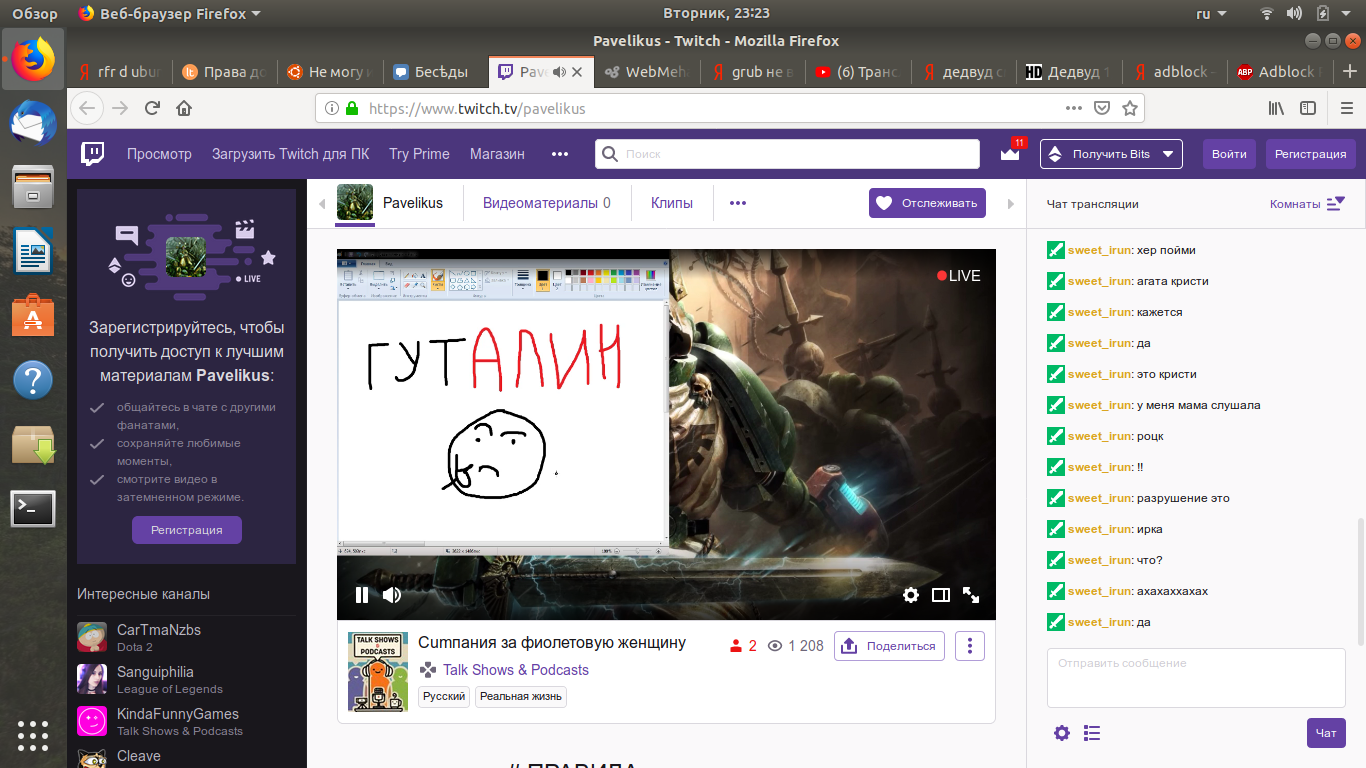 Обзор
Веб-браузер Firefox
Вторник, 23:23
ru
Pavelikus - Twitch - Mozilla Firefox
rfr d ubu
Права до
Не могу и
Бесѣды
Pave
WebMeha
grub не в
(6) Транс
дедвуд с
Дедвуд 1
adblock -
Adblock P
https://www.twitch.tv/pavelikus
Просмотр
Загрузить Twitch для ПК
Try Prime
Магазин
Поиск
11
Получить Bits
Войти
Регистрация
LIVE
Зарегистрируйтесь, чтобы
получить доступ к лучшим
материалам Pavelikus:
общайтесь в чате с другими
фанатами,
сохраняйте любимые
моменты,
смотрите видео в
затемненном режиме.
Регистрация
Интересные каналы
CarTmaNzbs
Dota 2
Sanguiphilia
League of Legends
KindaFunnyGames
Talk Shows & Podcasts
Cleave
Pavelikus
Видеоматериалы 0
Клипы
Отслеживать
LIVE
ГУТАЛИН
TALK SHOWS
& PODCASTS
Сиmпания за фиолетовую женщину
2
1 208
Поделиться
Talk Shows & Podcasts
Русский
Реальная жизнь
# ПРАВИЛА
Чат трансляции
Комнаты
sweet_irun: хер пойми
sweet_irun: агата кристи
sweet_irun: кажется
sweet_irun: да
sweet_irun: это кристи
sweet_irun: у меня мама слушала
sweet_irun: роцк
sweet_irun: !!
sweet_irun: разрушение это
sweet_irun: ирка
sweet_irun: что?
sweet_irun: ахахаххахах
sweet_irun: да
Отправить сообщение
Чат